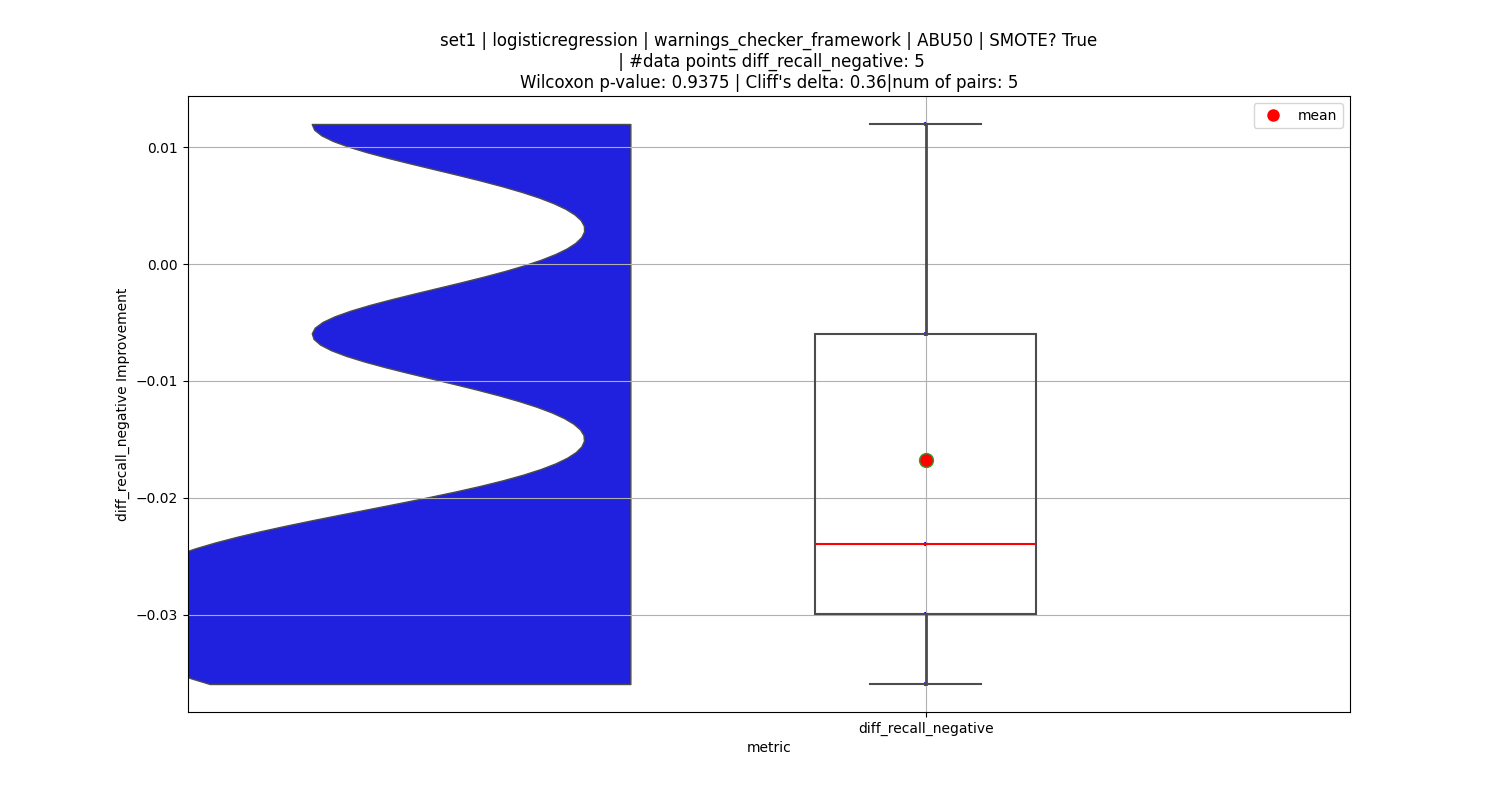 set1 | logisticregression | warnings_checker_framework | ABU50 | SMOTE? True
| #data points diff_recall_negative: 5
Wilcoxon p-value: 0.9375 | Cliff's delta: 0.36|num of pairs: 5
mean
0.01
0.00
−0.01
−0.02
−0.03
diff_recall_negative Improvement
diff_recall_negative
metric